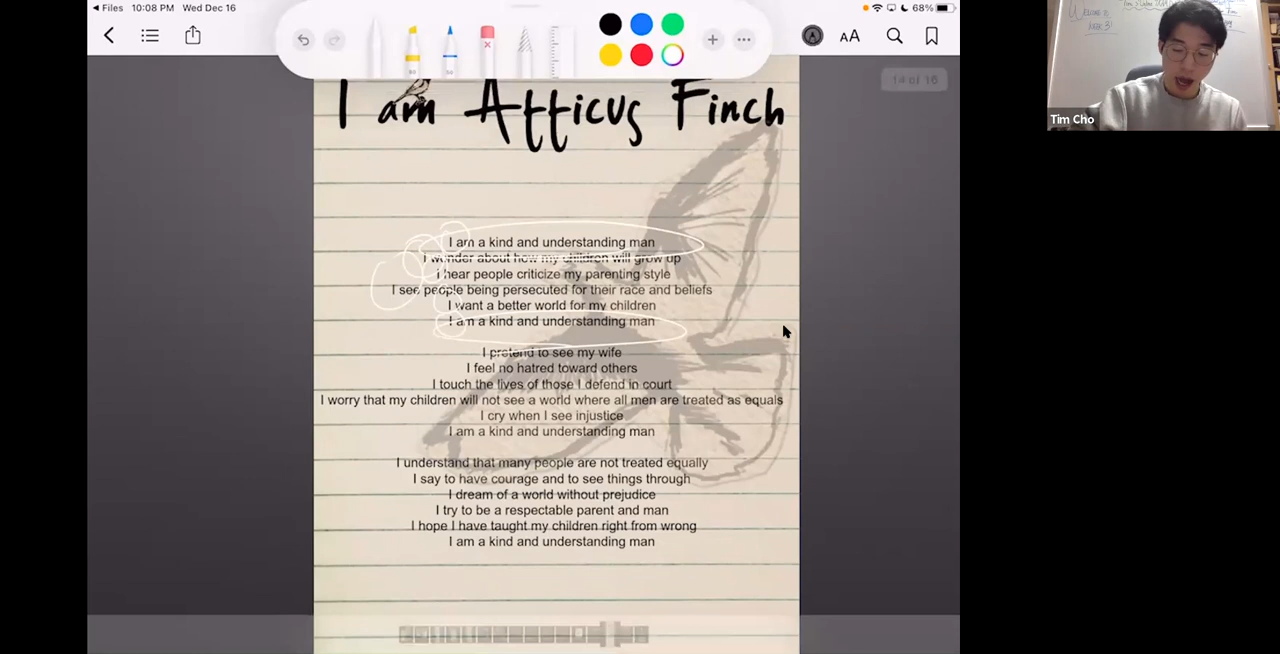 Files 10:08 PM Wed Dec 16
68%
AA
14 of 16
I am Atticus Finch
I am a kind and understanding man
I wonder about how my children will grow up
I hear people criticize my parenting style
I see people being persecuted for their race and beliefs
I want a better world for my children
I am a kind and understanding man
I pretend to see my wife
I feel no hatred toward others
I touch the lives of those I defend in court
I worry that my children will not see a world where all men are treated as equals
I cry when I see injustice
I am a kind and understanding man
I understand that many people are not treated equally
I say to have courage and to see things through
I dream of a world without prejudice
I try to be a respectable parent and man
I hope I have taught my children right from wrong
I am a kind and understanding man
Tim Cho